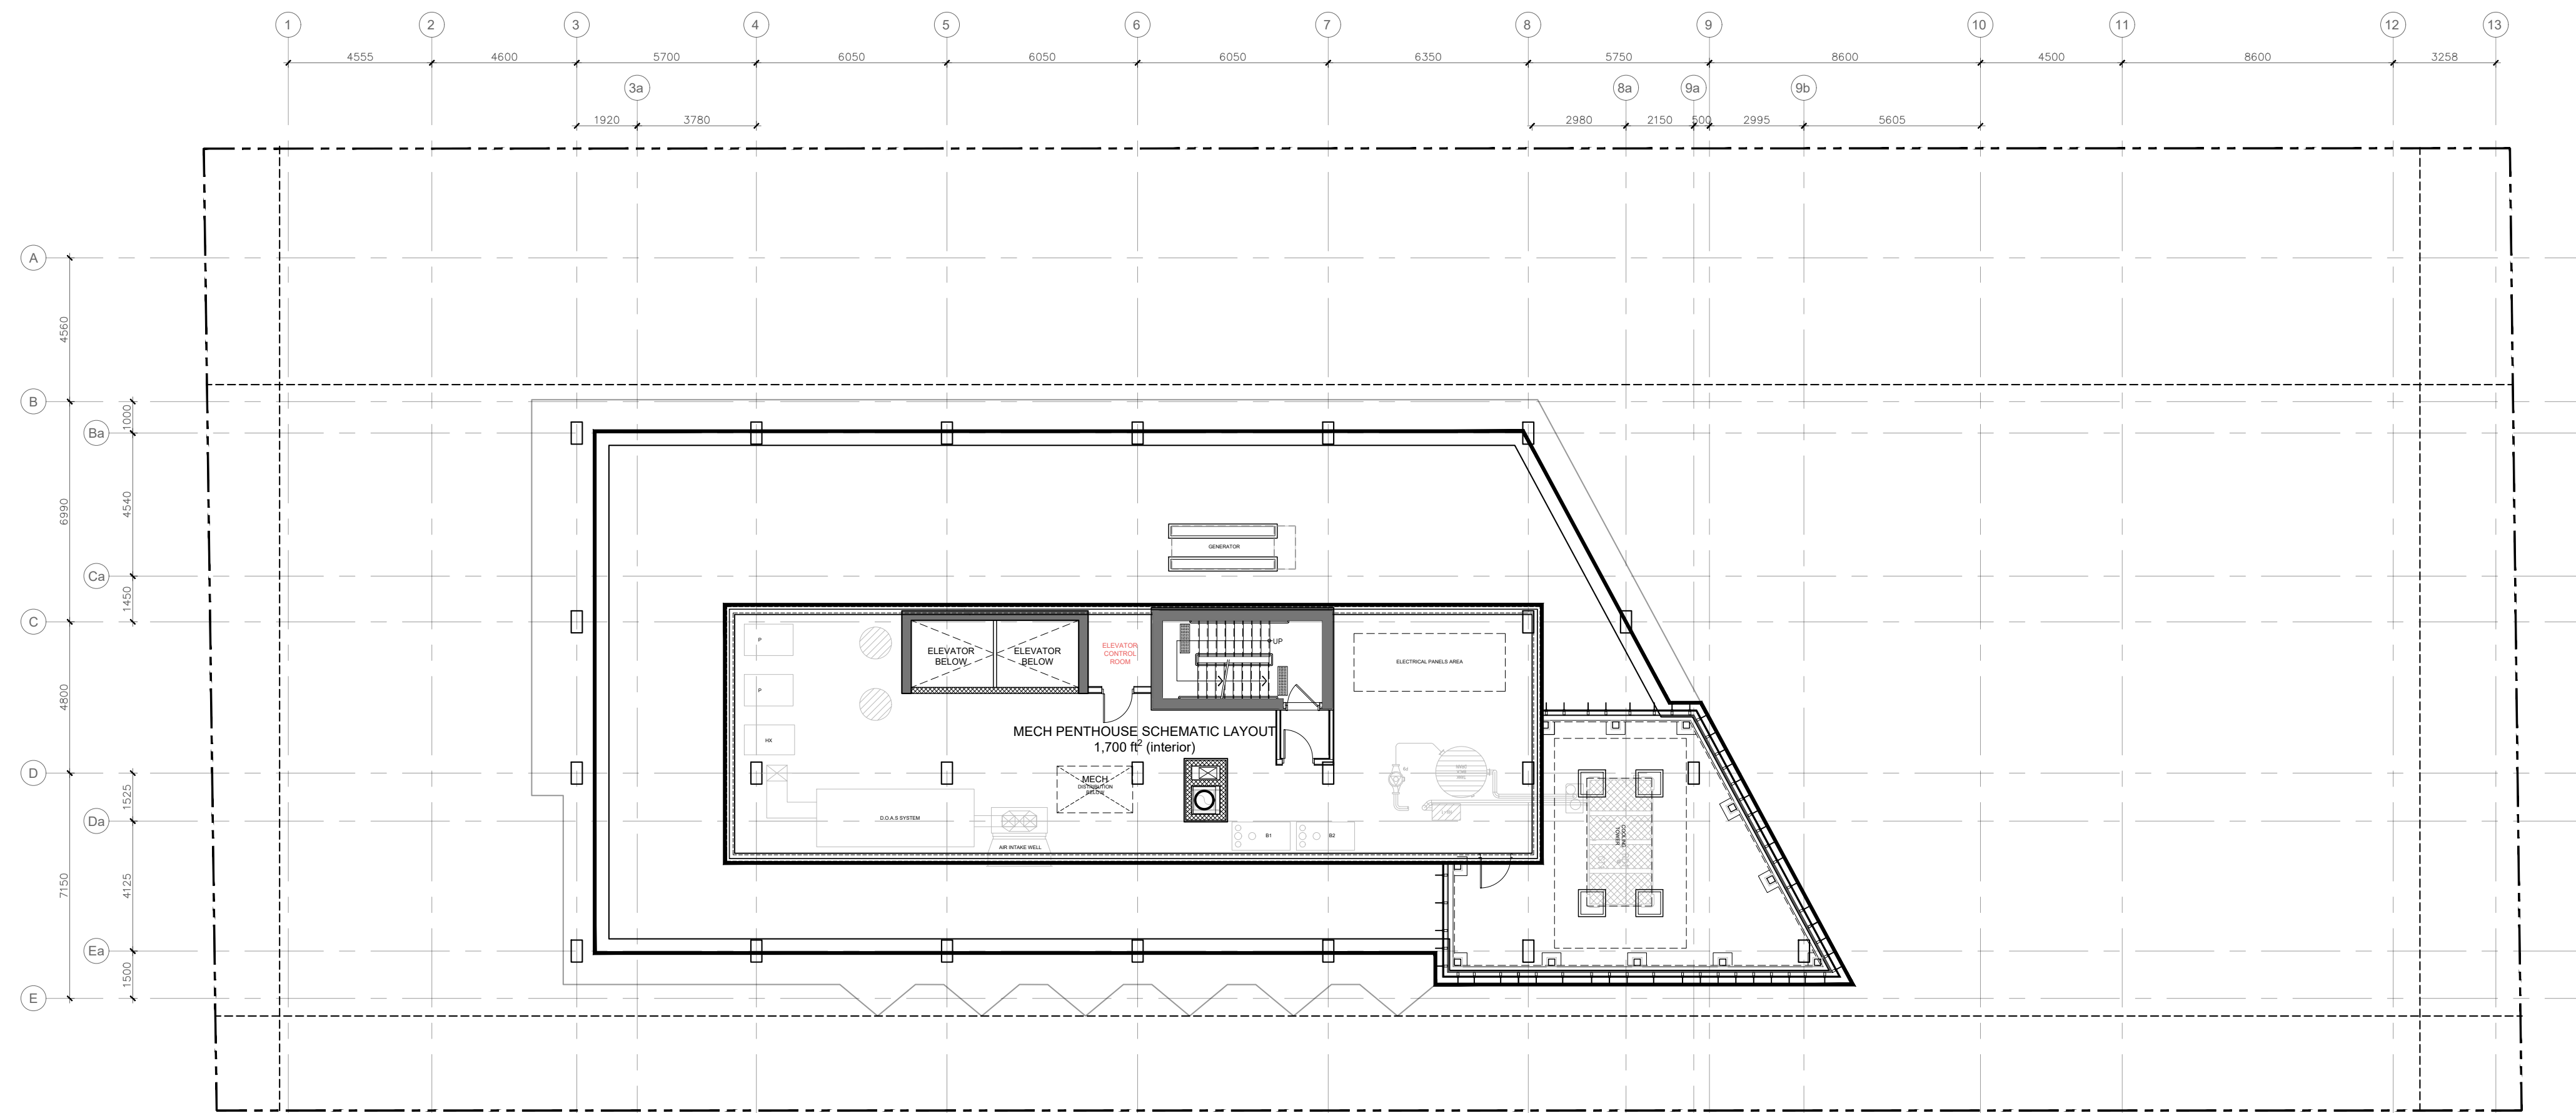 1 2 3 4 5 6 7 8 9 10 11 12 13
4555 4600 5700 6050 6050 6050 6350 5750 8600 4500 8600 3258
3a 8a 9a 9b
1920 3780 2980 2150 500 2995 5605
A
4560
B
1000
Ba
6990
4540
Ca
1450
C
4800
D
1525
Da
7150
4125
Ea
1500
E
GENERATOR
P
P
HX
ELEVATOR
BELOW
ELEVATOR
BELOW
ELEVATOR
CONTROL
ROOM
UP
ELECTRICAL PANELS AREA
MECH PENTHOUSE SCHEMATIC LAYOUT
1,700 ft2 (interior)
MECH
DISTRIBUTION
BELOW
D.O.A.S SYSTEM
AIR INTAKE WELL
B1
B2
COOLING
TOWER